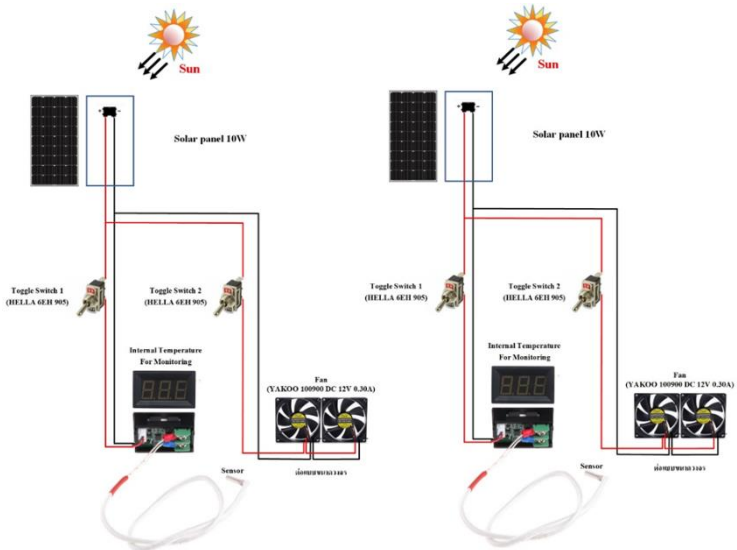 Sun
Solar panel 10W
Toggle Switch 1
(HELLA 6EH 905)
Toggle Switch 2
(HELLA 6EH 905)
Internal Temperature
For Monitoring
Fan
(YAKOO 100900 DC 12V 0.30A)
Sensor
Sun
Solar panel 10W
Toggle Switch 1
(HELLA 6EH 905)
Toggle Switch 2
(HELLA 6EH 905)
Internal Temperature
For Monitoring
Fan
(YAKOO 100900 DC 12V 0.30A)
Sensor